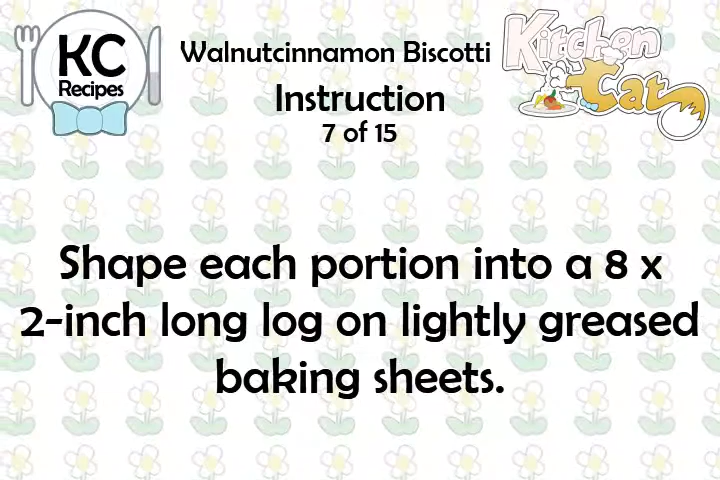 KC
Recipes
Walnutcinnamon Biscotti
Instruction
7 of 15
Kitchen
Cat
Shape each portion into a 8 x
2-inch long log on lightly greased
baking sheets.